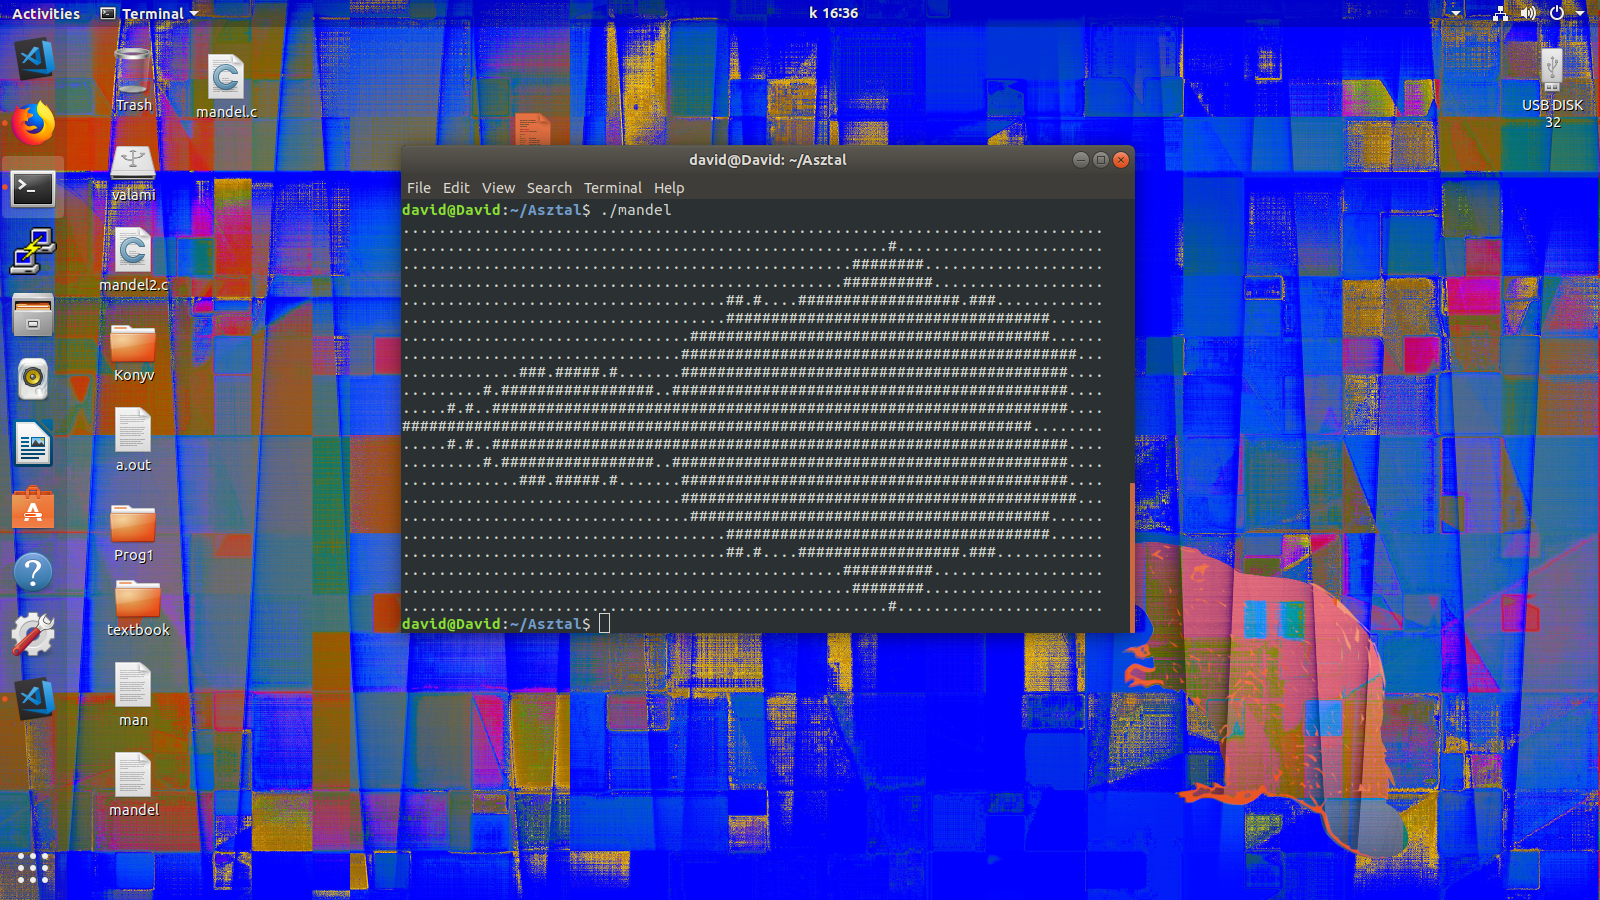 Activities
Terminal
k 16:36
Trash
mandel.c
valami
mandel2.c
Konyv
a.out
Prog1
textbook
man
mandel
USB DISK
32
david@David: ~/Asztal
File Edit View Search Terminal Help
david@David:~/Asztal$ ./mandel
..............................................................................
......................................................#.......................
..................................................########....................
.................................................##########...................
....................................##.#....##################.###............
....................................####################################......
................................########################################......
...............................############################################...
.............###.#####.#.......###########################################....
.........#.#################..############################################....
.....#.#..################################################################....
######################################################################........
.....#.#..################################################################....
.........#.#################..############################################....
.............###.#####.#.......###########################################....
...............................############################################...
................................########################################......
....................................####################################......
....................................##.#....##################.###............
.................................................##########...................
..................................................########....................
......................................................#.......................
david@David:~/Asztal$